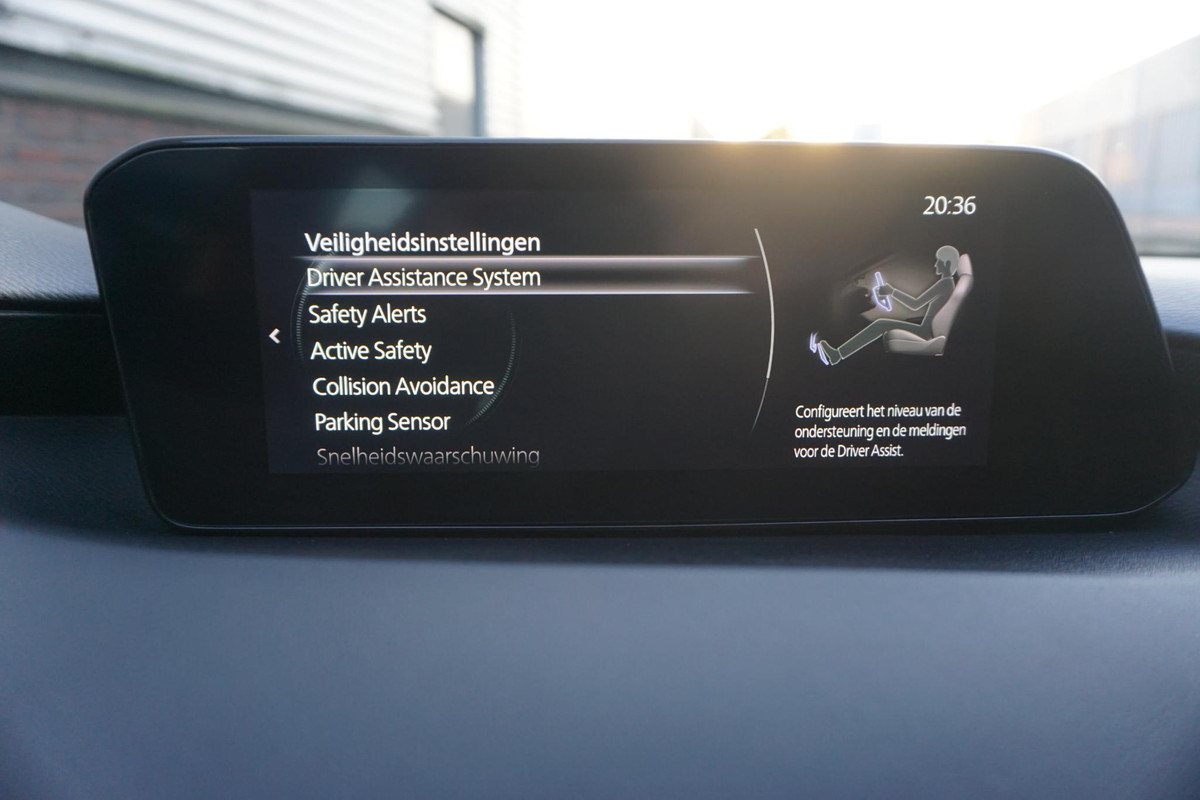 20:36
Veiligheidsinstellingen
Driver Assistance System
Safety Alerts
Active Safety
Collision Avoidance
Parking Sensor
Snelheidswaarschuwing
Configureert het niveau van de
ondersteuning en de meldingen
voor de Driver Assist.